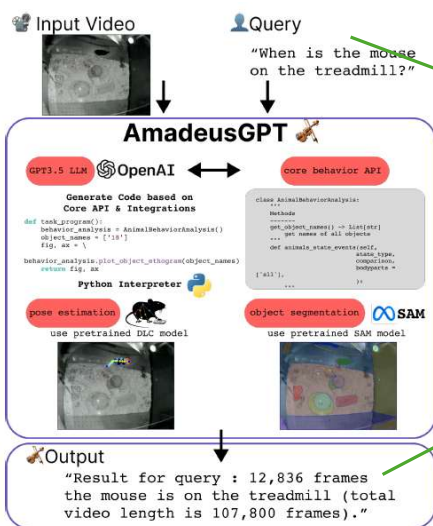 Input Video
Query
“When is the mouse
on the treadmill?”
AmadeusGPT
GPT3.5 LLM
OpenAI
core behavior API
Generate Code based on
Core API & Integrations
def task_program():
behavior_analysis = AnimalBehaviorAnalysis()
object_names = ['18']
fig, ax = \
behavior_analysis.plot_object_ethogram(object_names)
return fig, ax
Python Interpreter
class AnimalBehaviorAnalysis:
"""
Methods
-------
get_object_names() -> List[str]
get names of all objects
"""
def animals_state_events(self,
state_type,
comparison,
bodyparts =
['all'],
):
...
pose estimation
use pretrained DLC model
object segmentation
SAM
use pretrained SAM model
Output
“Result for query : 12,836 frames
the mouse is on the treadmill (total
video length is 107,800 frames).”